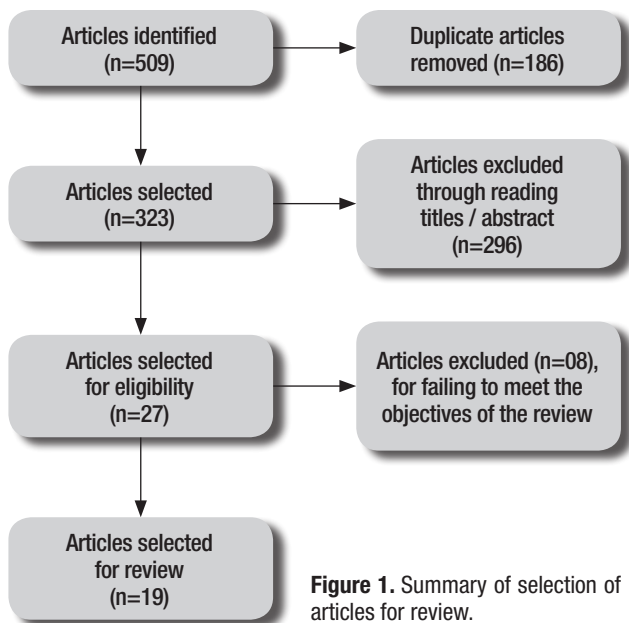 Articles identified
(n=509)
Duplicate articles
removed (n=186)
Articles selected
(n=323)
Articles excluded
through reading
titles / abstract
(n=296)
Articles selected
for eligibility
(n=27)
Articles excluded (n=08),
for failing to meet the
objectives of the review
Articles selected
for review
(n=19)
Figure 1. Summary of selection of
articles for review.